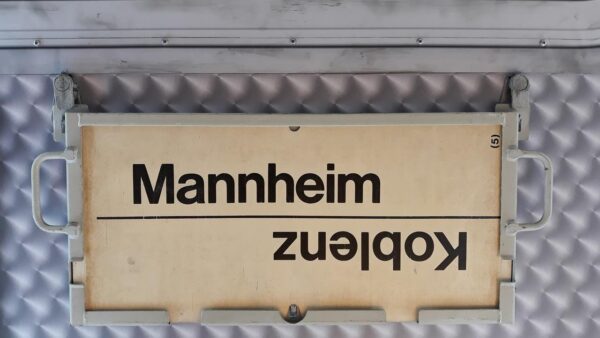 (5)
Mannheim
Koblenz